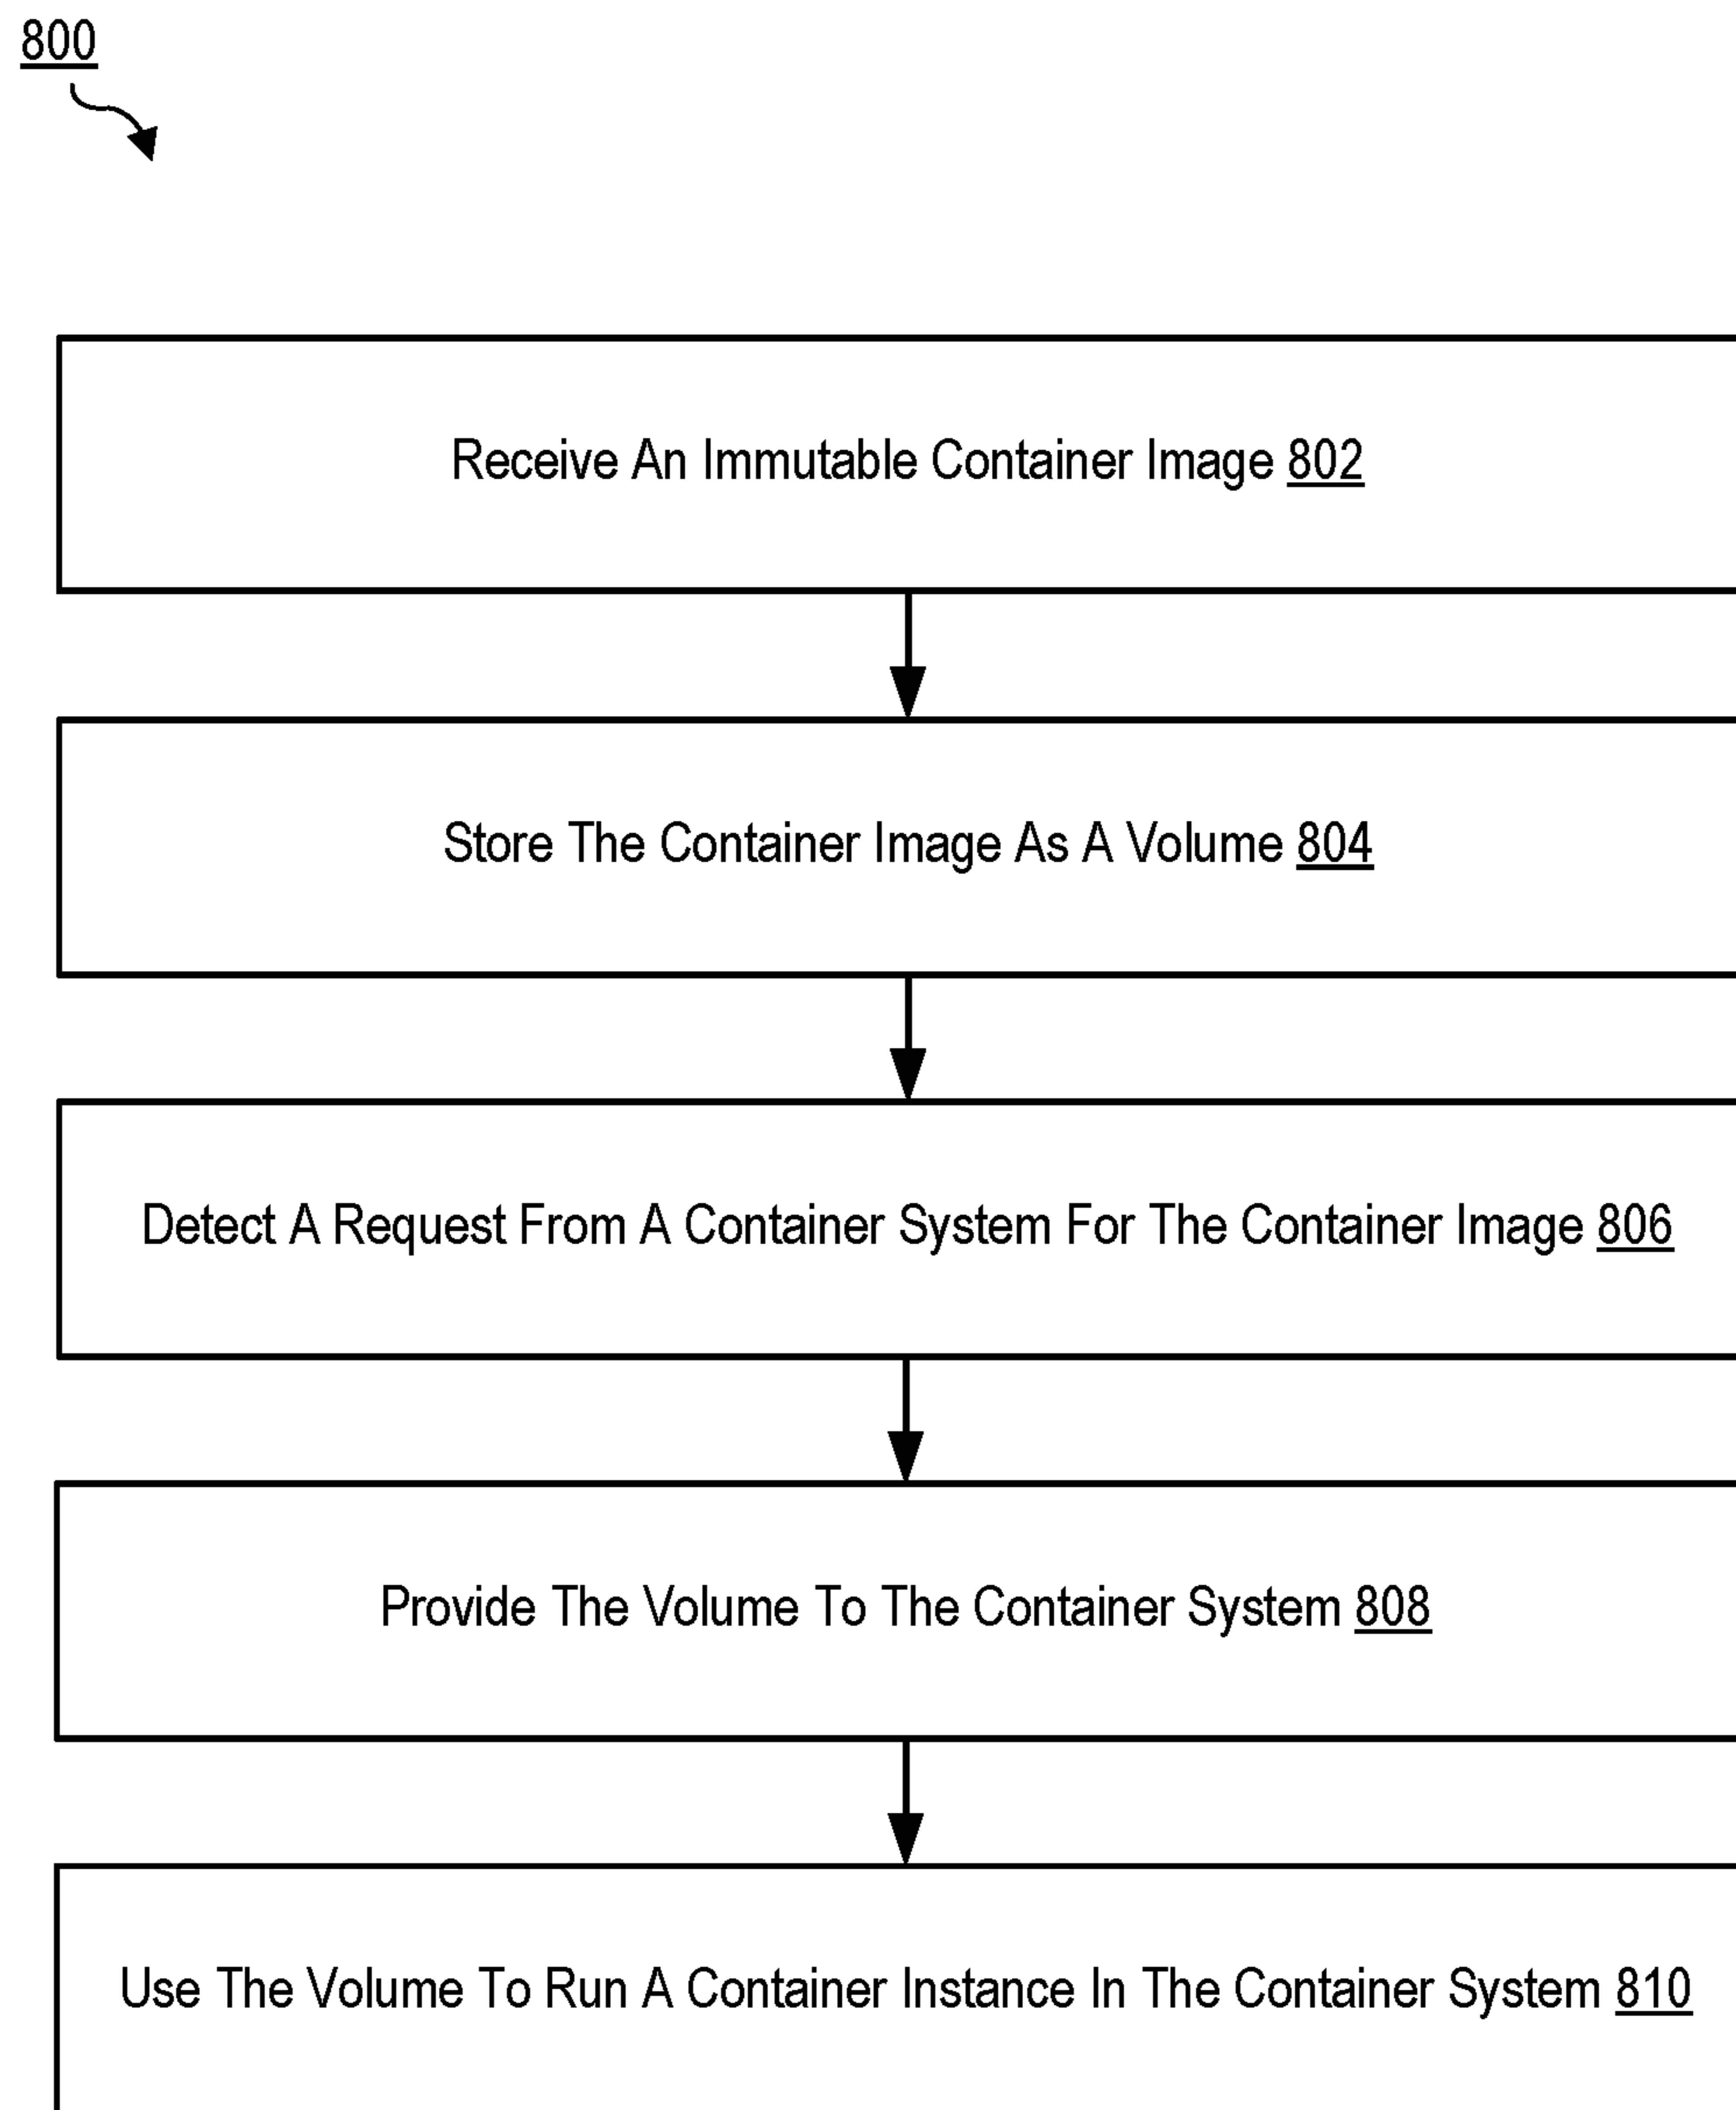 800
Receive An Immutable Container Image 802
Store The Container Image As A Volume 804
Detect A Request From A Container System For The Container Image 806
Provide The Volume To The Container System 808
Use The Volume To Run A Container Instance In The Container System 810